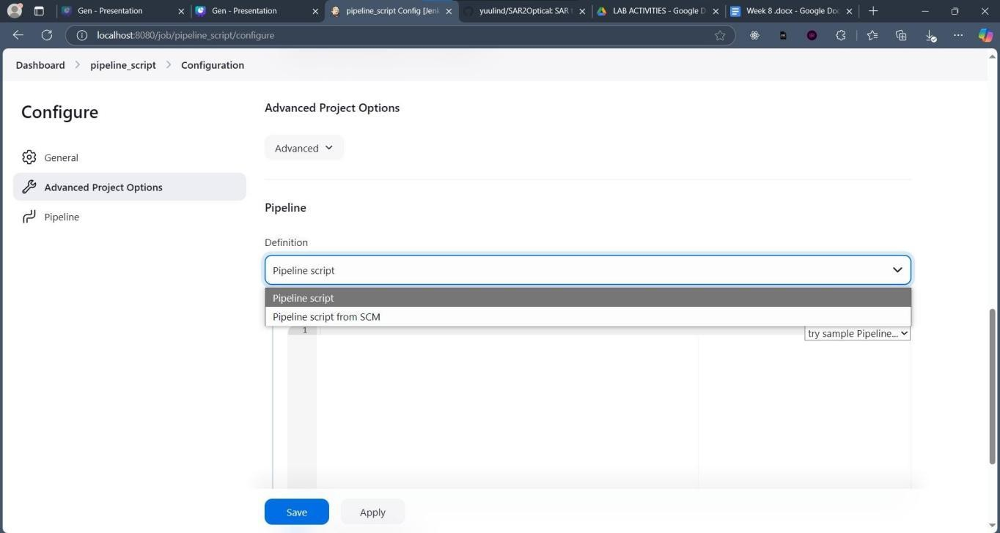 Gen - Presentation
Gen - Presentation
pipeline_script Config [Jenk
yuulind/SAR2Optical: SAR t
LAB ACTIVITIES - Google D
Week 8 .docx - Google Doc
localhost:8080/job/pipeline_script/configure
Dashboard > pipeline_script > Configuration
Configure
General
Advanced Project Options
Pipeline
Advanced Project Options
Advanced
Pipeline
Definition
Pipeline script
Pipeline script
Pipeline script from SCM
1
try sample Pipeline...
Save
Apply